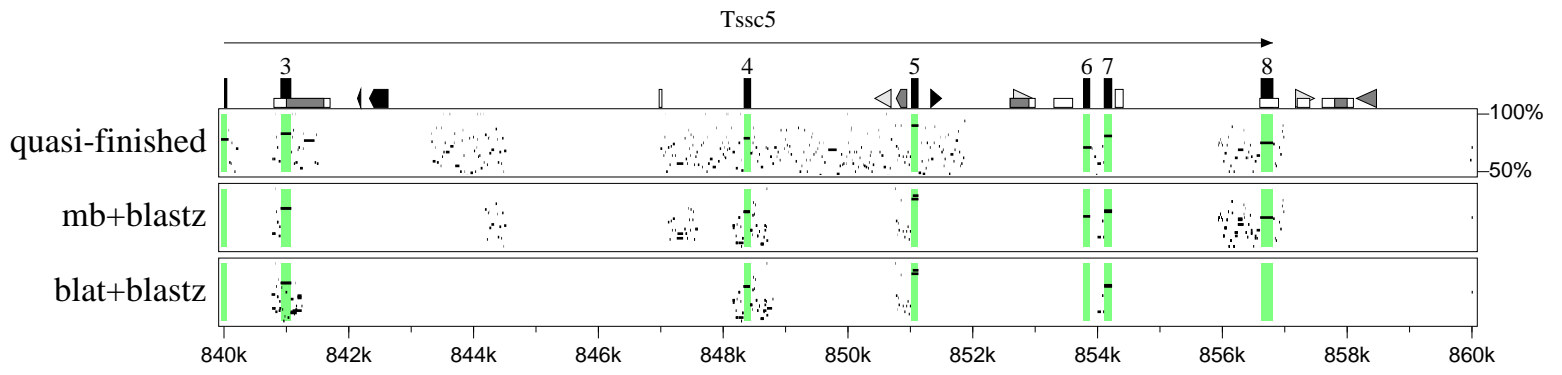 Tssc5
3 4 5 6 7 8
100%
quasi-finished
50%
mb+blastz
blat+blastz
840k 842k 844k 846k 848k 850k 852k 854k 856k 858k 860k